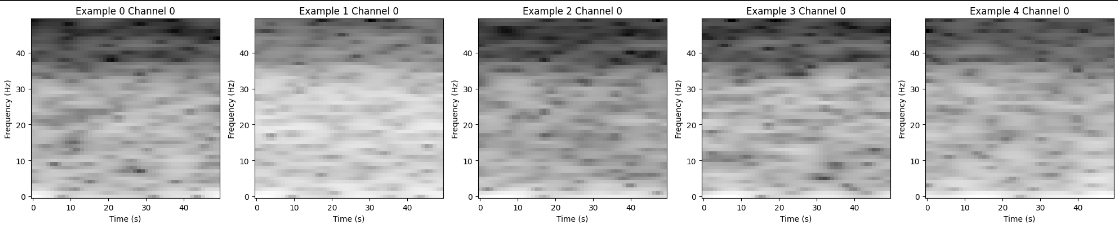 Example 0 Channel 0
Frequency (Hz)
40
30
20
10
0
0 10 20 30 40
Time (s)
Example 1 Channel 0
Frequency (Hz)
40
30
20
10
0
0 10 20 30 40
Time (s)
Example 2 Channel 0
Frequency (Hz)
40
30
20
10
0
0 10 20 30 40
Time (s)
Example 3 Channel 0
Frequency (Hz)
40
30
20
10
0
0 10 20 30 40
Time (s)
Example 4 Channel 0
Frequency (Hz)
40
30
20
10
0
0 10 20 30 40
Time (s)